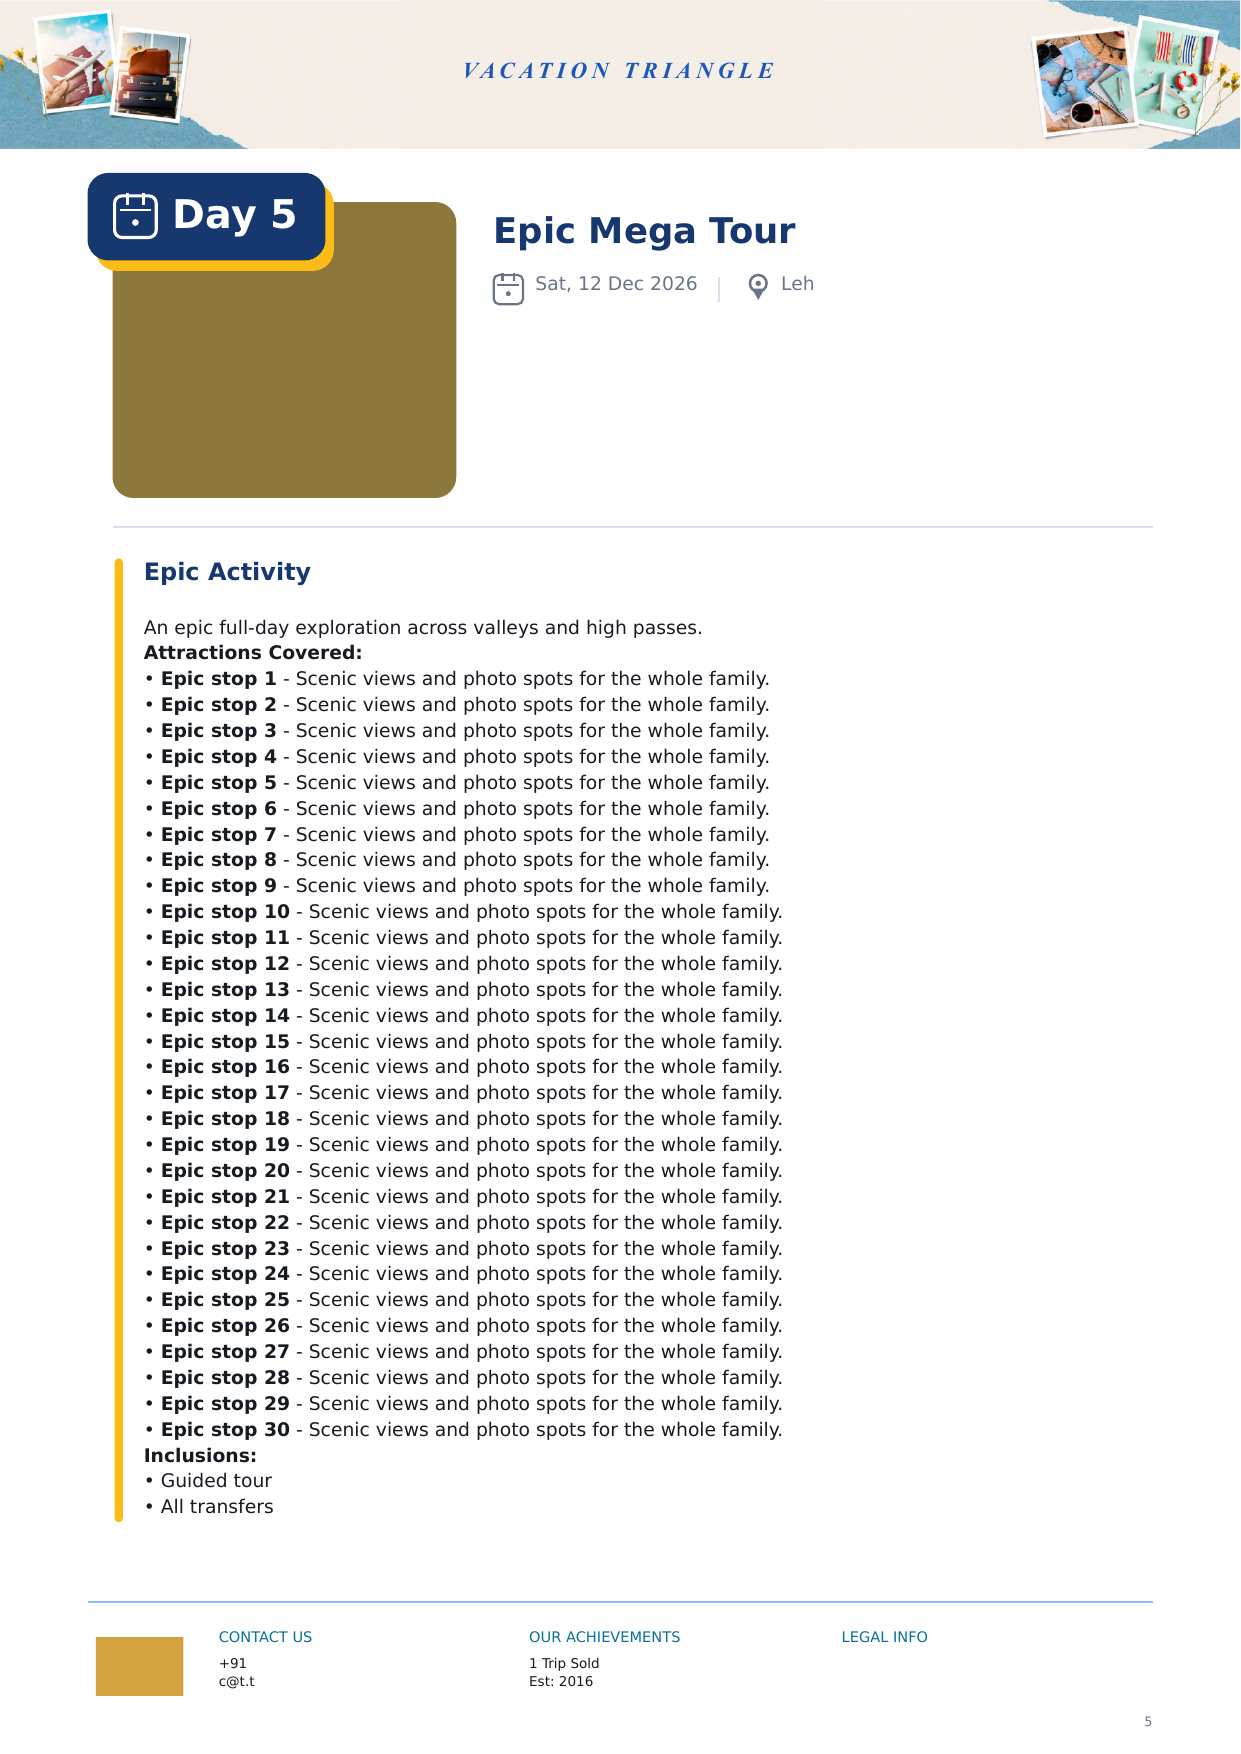 VACATION TRIANGLE
Day 5
Epic Mega Tour
Sat, 12 Dec 2026 | Leh
Epic Activity
An epic full-day exploration across valleys and high passes.
Attractions Covered:
• Epic stop 1 - Scenic views and photo spots for the whole family.
• Epic stop 2 - Scenic views and photo spots for the whole family.
• Epic stop 3 - Scenic views and photo spots for the whole family.
• Epic stop 4 - Scenic views and photo spots for the whole family.
• Epic stop 5 - Scenic views and photo spots for the whole family.
• Epic stop 6 - Scenic views and photo spots for the whole family.
• Epic stop 7 - Scenic views and photo spots for the whole family.
• Epic stop 8 - Scenic views and photo spots for the whole family.
• Epic stop 9 - Scenic views and photo spots for the whole family.
• Epic stop 10 - Scenic views and photo spots for the whole family.
• Epic stop 11 - Scenic views and photo spots for the whole family.
• Epic stop 12 - Scenic views and photo spots for the whole family.
• Epic stop 13 - Scenic views and photo spots for the whole family.
• Epic stop 14 - Scenic views and photo spots for the whole family.
• Epic stop 15 - Scenic views and photo spots for the whole family.
• Epic stop 16 - Scenic views and photo spots for the whole family.
• Epic stop 17 - Scenic views and photo spots for the whole family.
• Epic stop 18 - Scenic views and photo spots for the whole family.
• Epic stop 19 - Scenic views and photo spots for the whole family.
• Epic stop 20 - Scenic views and photo spots for the whole family.
• Epic stop 21 - Scenic views and photo spots for the whole family.
• Epic stop 22 - Scenic views and photo spots for the whole family.
• Epic stop 23 - Scenic views and photo spots for the whole family.
• Epic stop 24 - Scenic views and photo spots for the whole family.
• Epic stop 25 - Scenic views and photo spots for the whole family.
• Epic stop 26 - Scenic views and photo spots for the whole family.
• Epic stop 27 - Scenic views and photo spots for the whole family.
• Epic stop 28 - Scenic views and photo spots for the whole family.
• Epic stop 29 - Scenic views and photo spots for the whole family.
• Epic stop 30 - Scenic views and photo spots for the whole family.
Inclusions:
• Guided tour
• All transfers
CONTACT US
+91
c@t.t
OUR ACHIEVEMENTS
1 Trip Sold
Est: 2016
LEGAL INFO
5